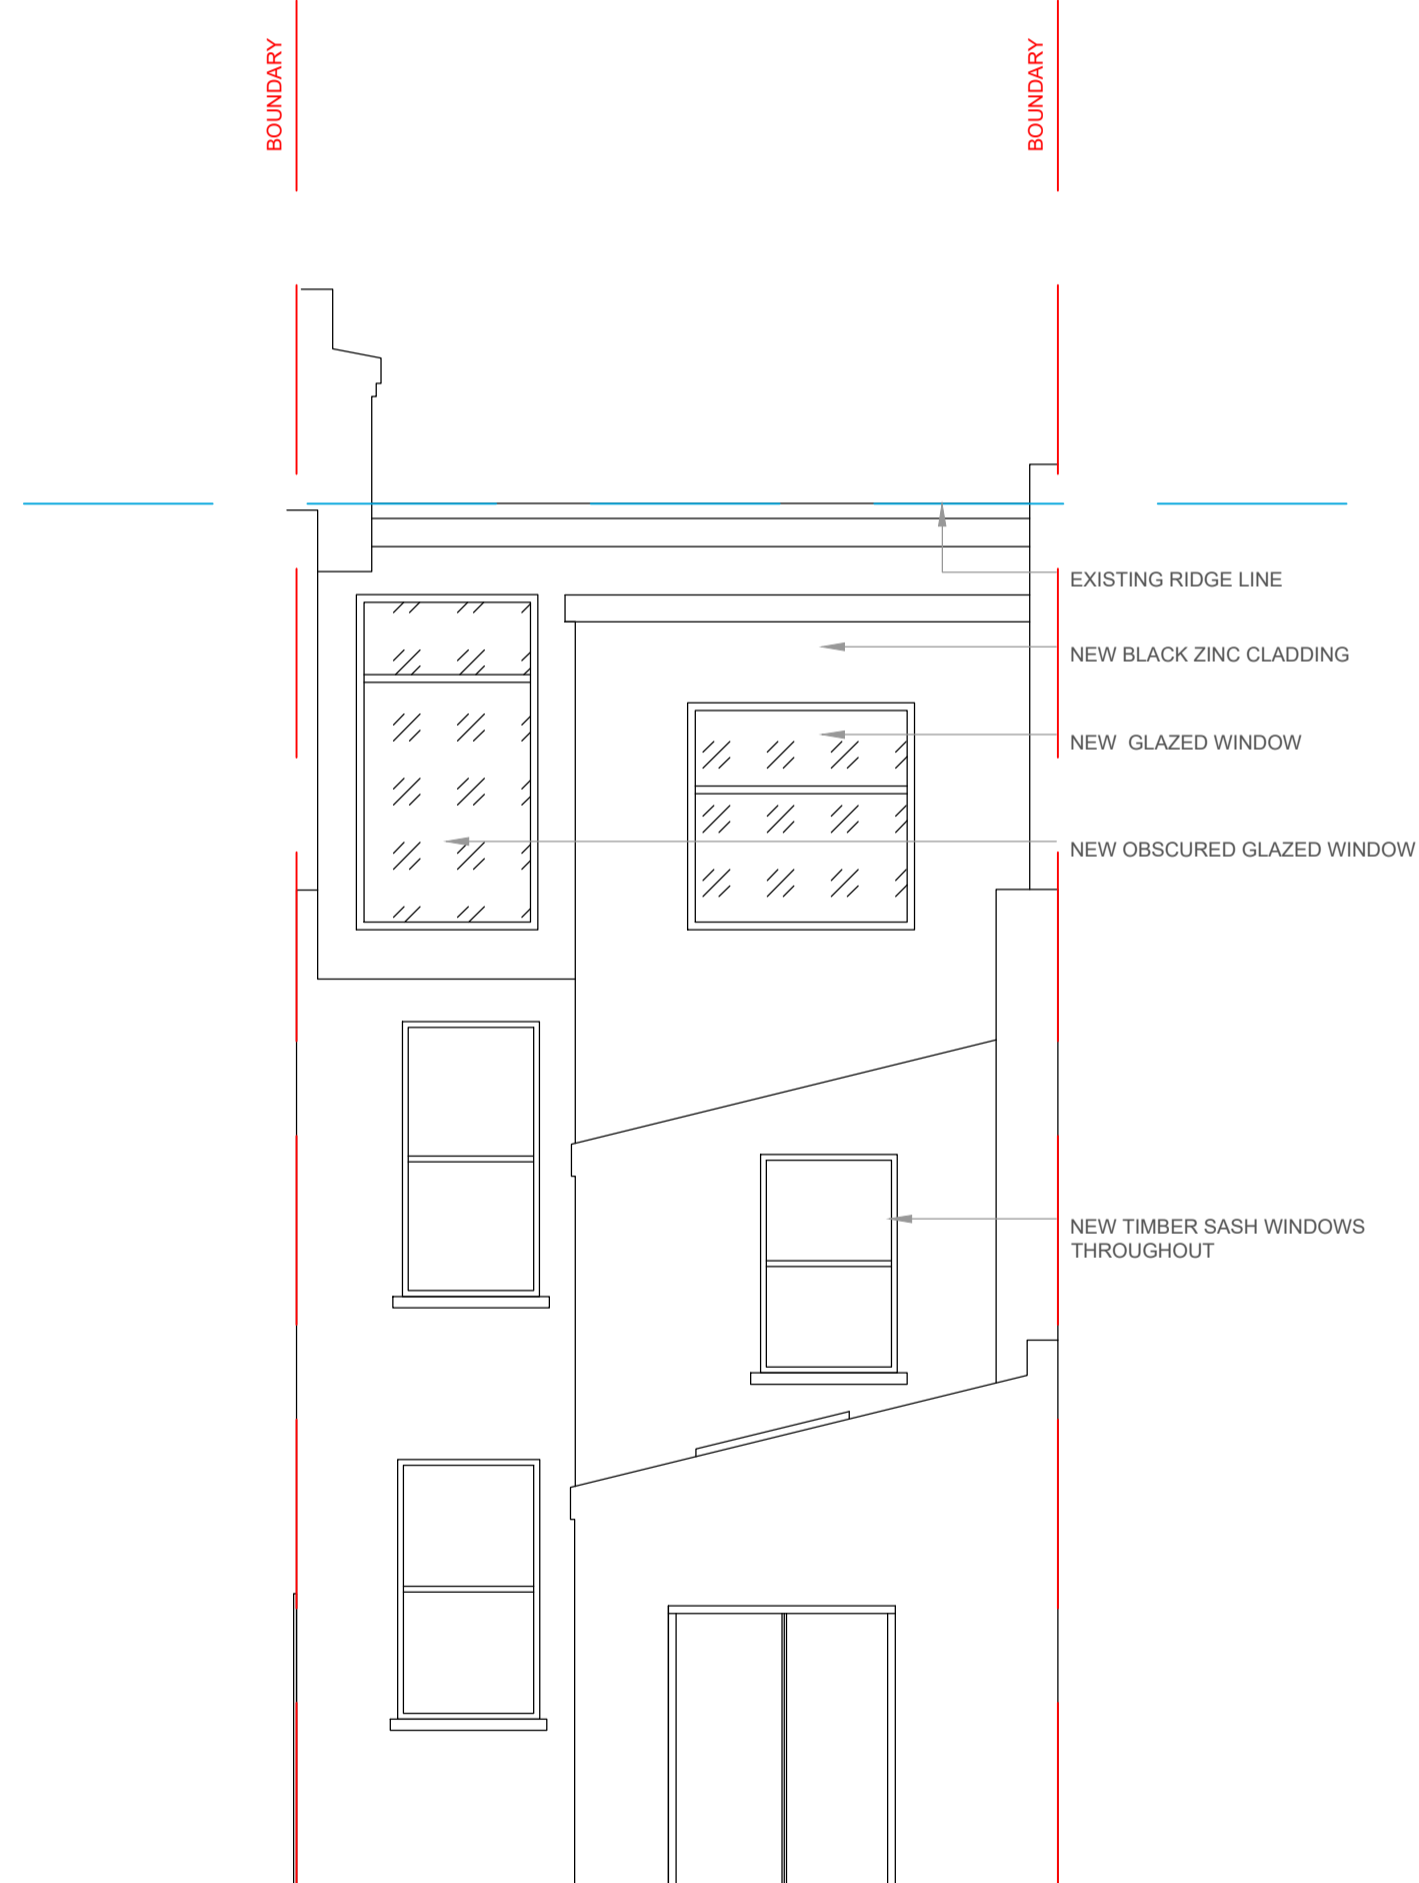 BOUNDARY
BOUNDARY
EXISTING RIDGE LINE
NEW BLACK ZINC CLADDING
NEW  GLAZED WINDOW
NEW OBSCURED GLAZED WINDOW
NEW TIMBER SASH WINDOWS
THROUGHOUT